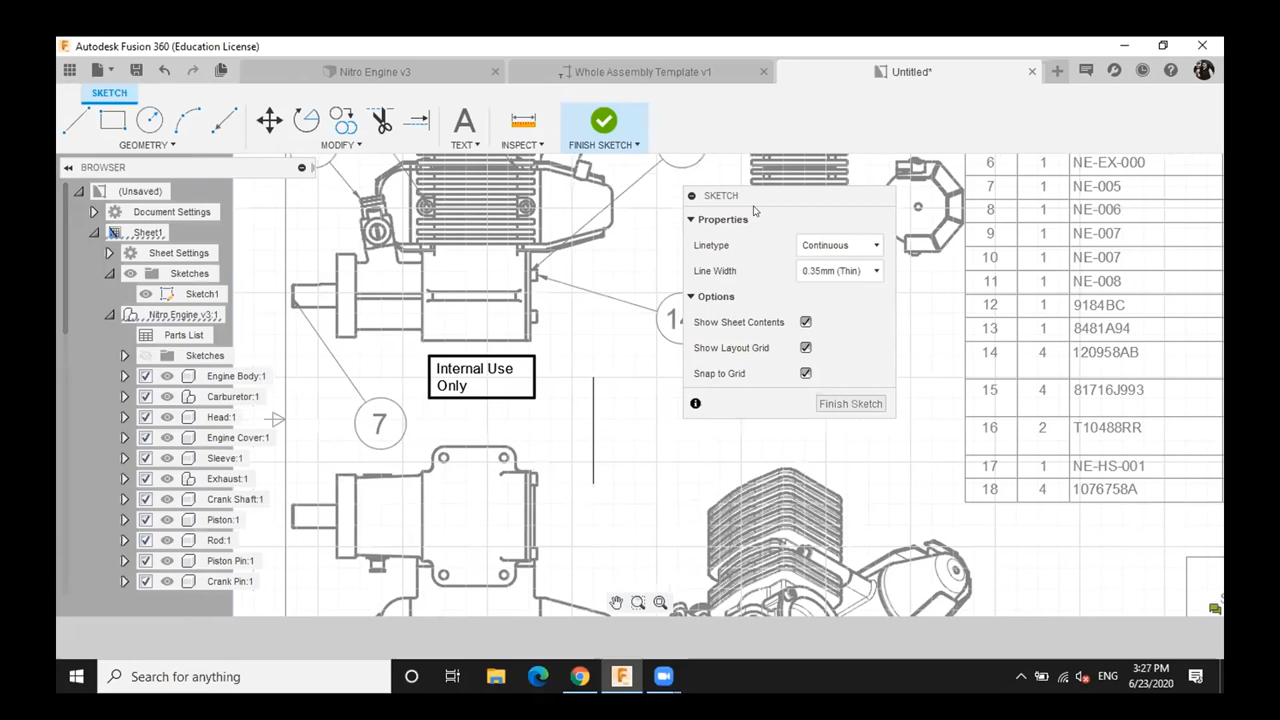 Autodesk Fusion 360 (Education License)
Nitro Engine v3
Whole Assembly Template v1
Untitled*
SKETCH
GEOMETRY
MODIFY
TEXT
INSPECT
FINISH SKETCH
BROWSER
(Unsaved)
Document Settings
Sheet1
Sheet Settings
Sketches
Sketch1
Nitro Engine v3:1
Parts List
Sketches
Engine Body:1
Carburetor:1
Head:1
Engine Cover:1
Sleeve:1
Exhaust:1
Crank Shaft:1
Piston:1
Rod:1
Piston Pin:1
Crank Pin:1
Internal Use
Only
7
SKETCH
Properties
Linetype Continuous
Line Width 0.35mm (Thin)
Options
Show Sheet Contents
Show Layout Grid
Snap to Grid
Finish Sketch
6 1 NE-EX-000
7 1 NE-005
8 1 NE-006
9 1 NE-007
10 1 NE-007
11 1 NE-008
12 1 9184BC
13 1 8481A94
14 4 120958AB
15 4 81716J993
16 2 T10488RR
17 1 NE-HS-001
18 4 1076758A
Search for anything
ENG
3:27 PM
6/23/2020